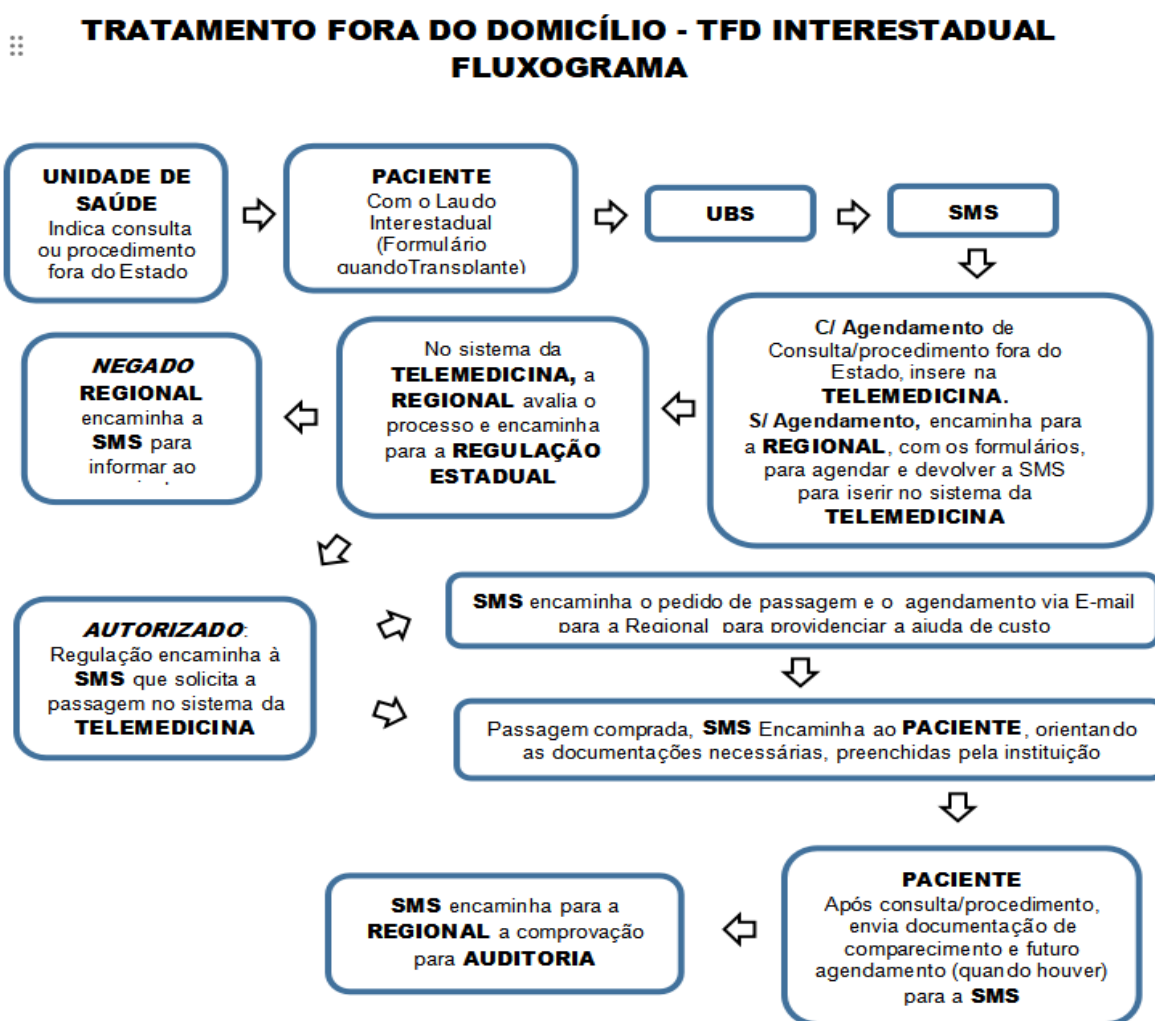 TRATAMENTO FORA DO DOMICÍLIO - TFD INTERESTADUAL
FLUXOGRAMA
UNIDADE DE
SAÚDE
Indica consulta
ou procedimento
fora do Estado
PACIENTE
Com o Laudo
Interestadual
(Formulário
quandoTransplante)
UBS
SMS
C/ Agendamento de
Consulta/procedimento fora do
Estado, insere na
TELEMEDICINA.
S/ Agendamento, encaminha para
a REGIONAL, com os formulários,
para agendar e devolver a SMS
para iserir no sistema da
TELEMEDICINA
No sistema da
TELEMEDICINA, a
REGIONAL avalia o
processo e encaminha
para a REGULAÇÃO
ESTADUAL
NEGADO
REGIONAL
encaminha a
SMS para
informar ao
AUTORIZADO:
Regulação encaminha à
SMS que solicita a
passagem no sistema da
TELEMEDICINA
SMS encaminha o pedido de passagem e o agendamento via E-mail
para a Regional para providenciar a ajuda de custo
Passagem comprada, SMS Encaminha ao PACIENTE, orientando
as documentações necessárias, preenchidas pela instituição
PACIENTE
Após consulta/procedimento,
envia documentação de
comparecimento e futuro
agendamento (quando houver)
para a SMS
SMS encaminha para a
REGIONAL a comprovação
para AUDITORIA